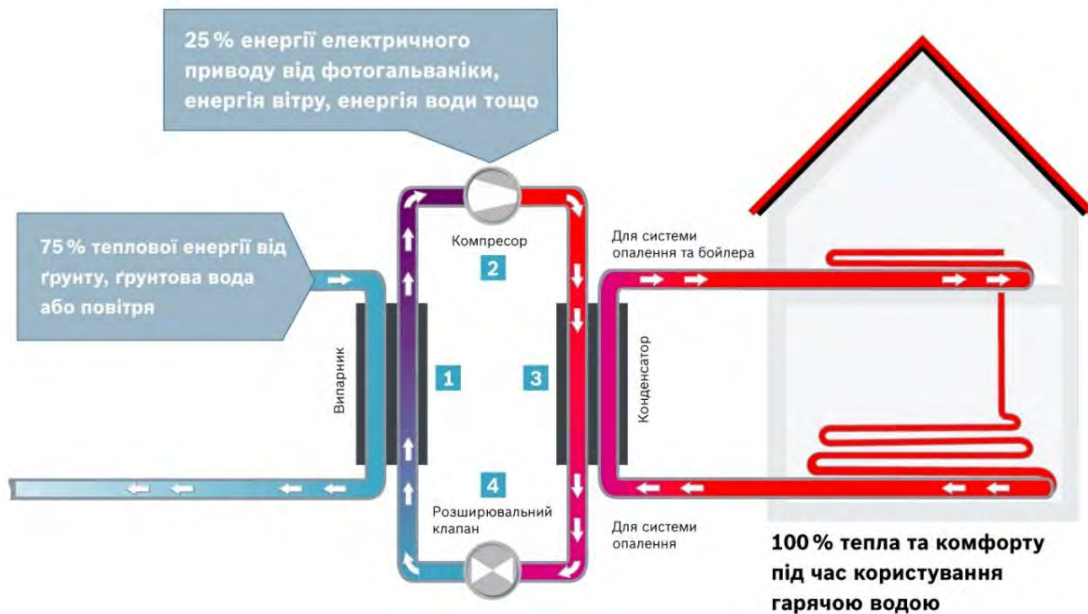 25 % енергії електричного
приводу від фотогальваніки,
енергія вітру, енергія води тощо
75 % теплової енергії від
ґрунту, ґрунтова вода
або повітря
Компресор
2
Для системи
опалення та бойлера
Випарник
1
3
Конденсатор
4
Розширювальний
клапан
Для системи
опалення
100 % тепла та комфорту
під час користування
гарячою водою